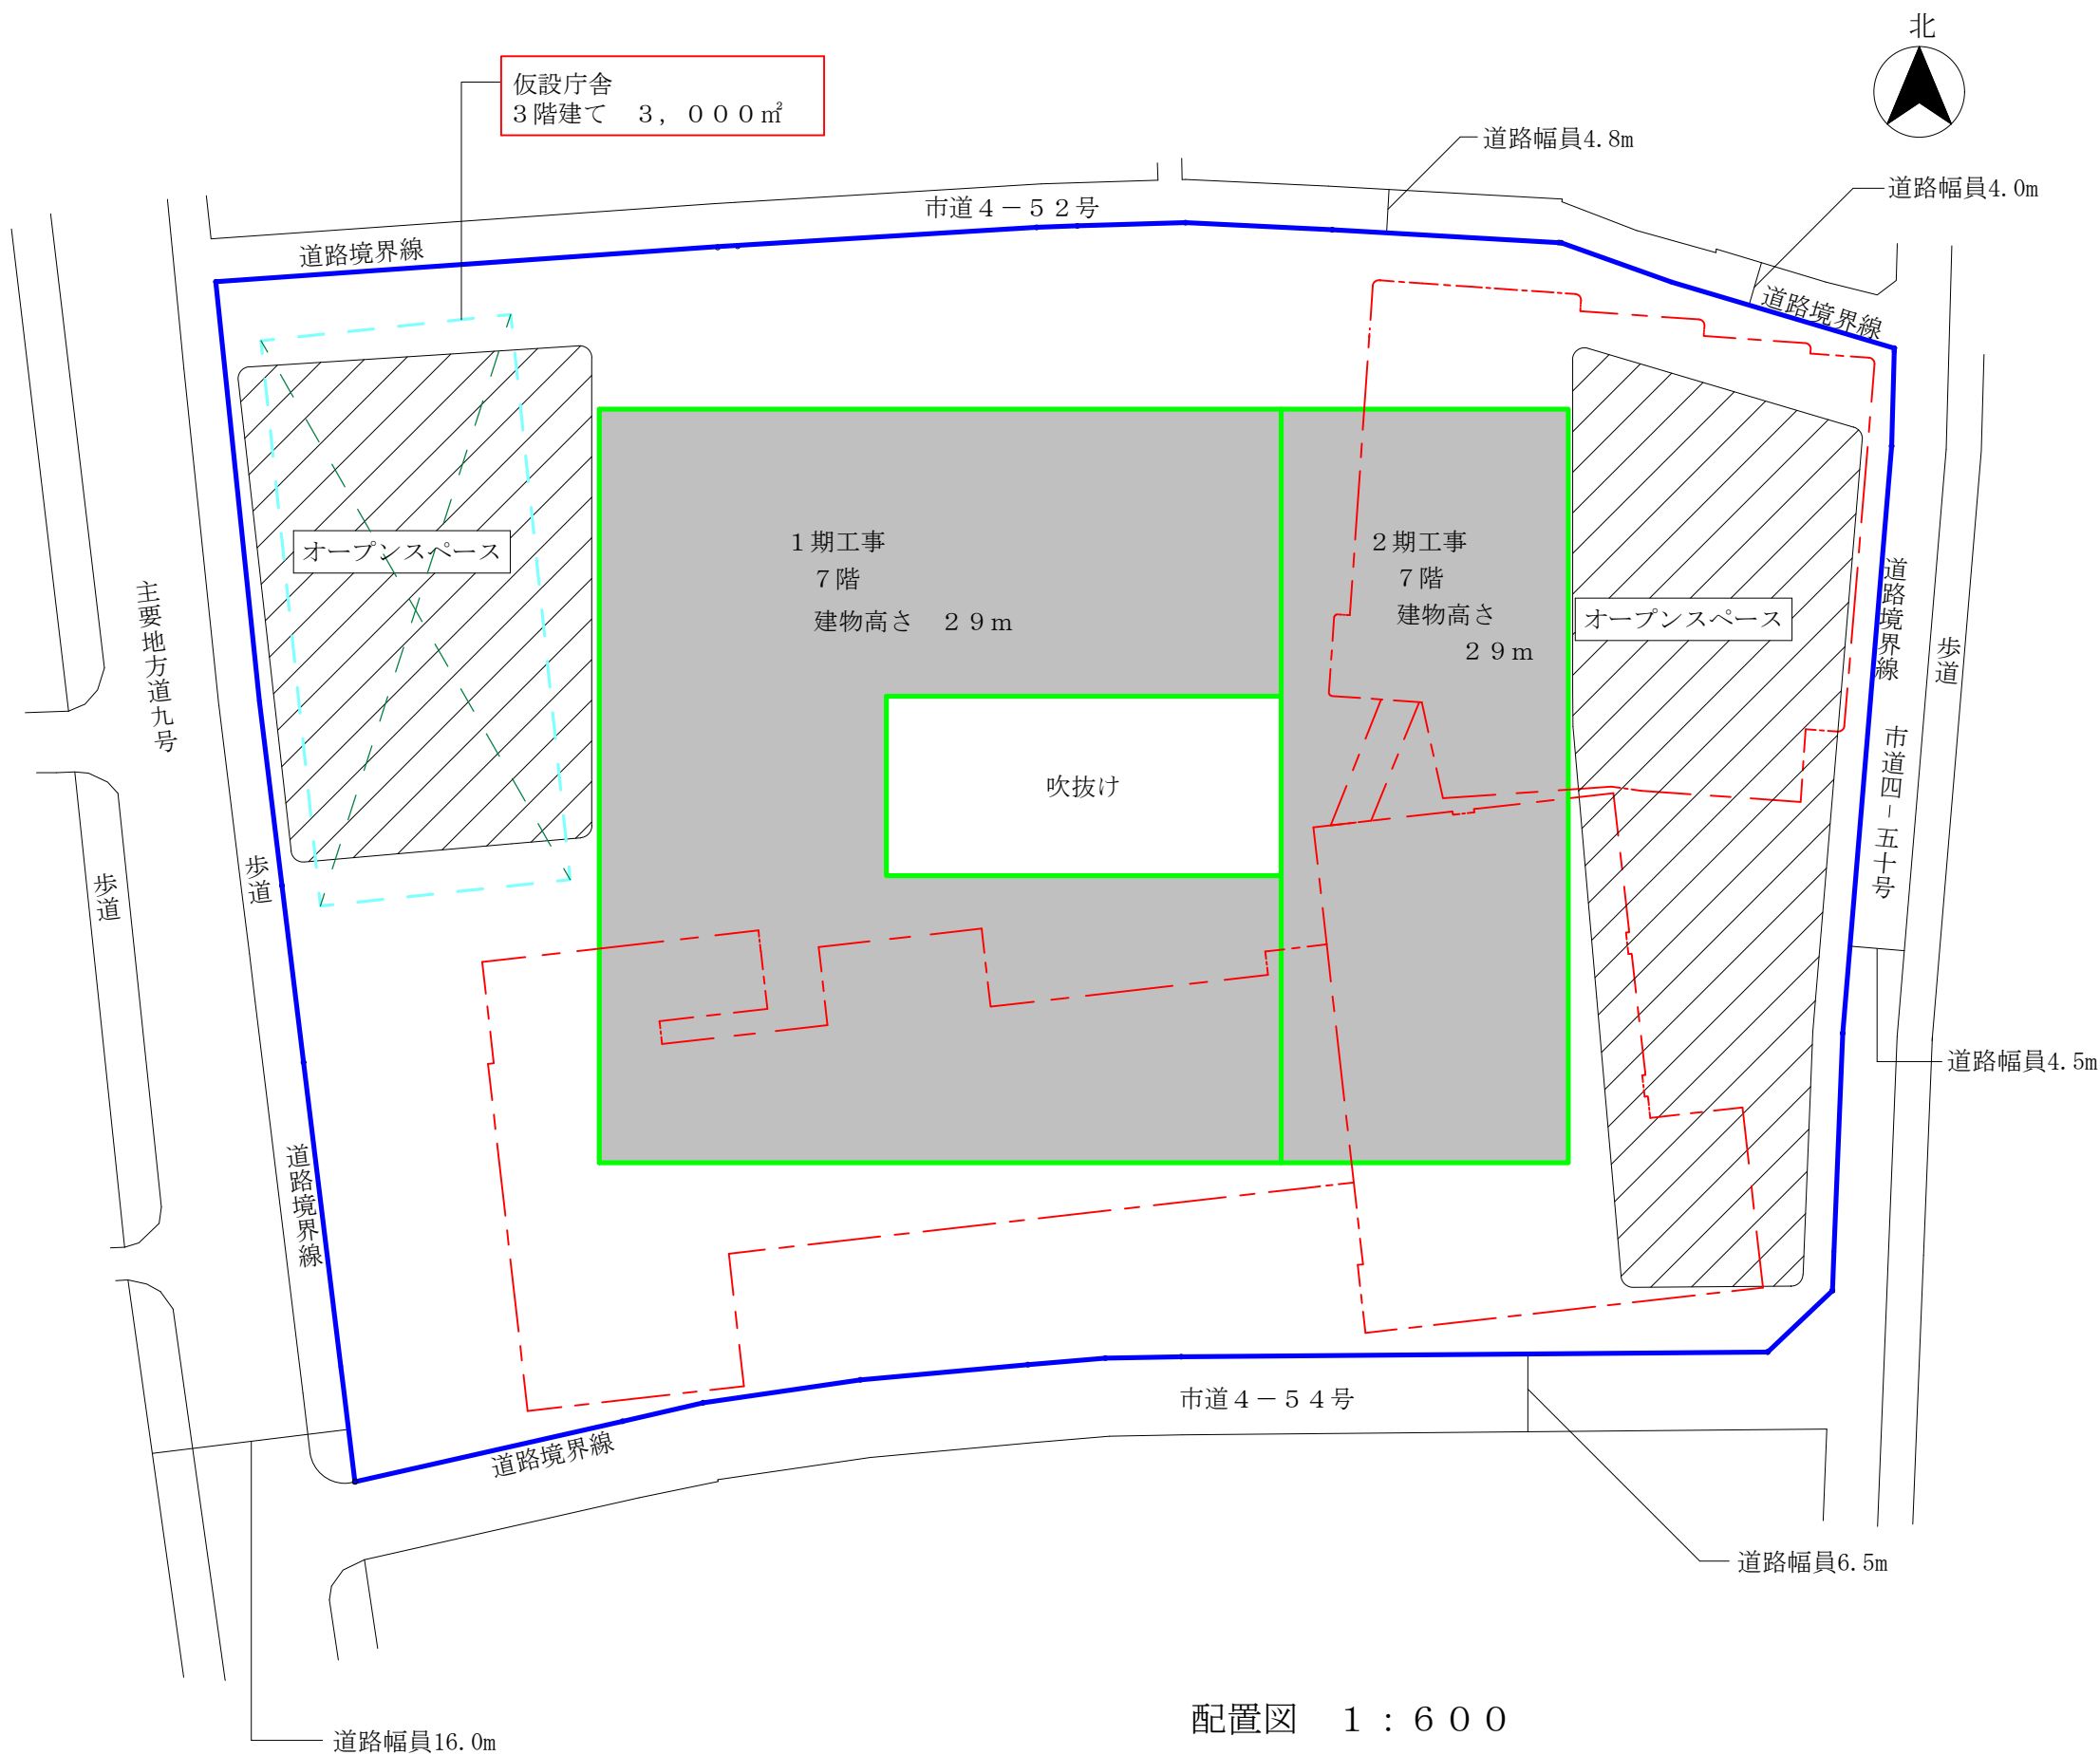 北
仮設庁舎
３階建て　３，０００㎡
道路幅員4.8m
道路幅員4.0m
市道４－５２号
道路境界線
道路境界線
オープンスペース
１期工事
７階
建物高さ　２９ｍ
２期工事
７階
建物高さ
２９ｍ
オープンスペース
道路境界線
歩道
主要地方道九号
吹抜け
市道四－五十号
歩道
歩道
道路幅員4.5m
道路境界線
市道４－５４号
道路境界線
道路幅員6.5m
道路幅員16.0m
配置図　１：６００